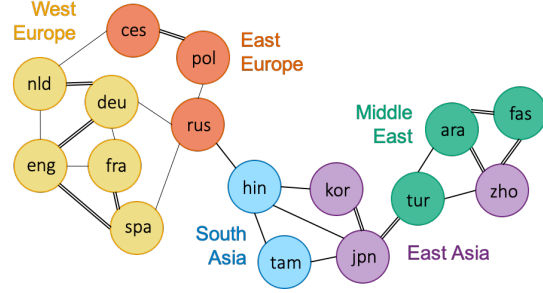 West
Europe
ces
East
Europe
pol
nld
deu
rus
Middle
East
ara
fas
eng
fra
hin
kor
tur
zho
spa
South
Asia
tam
jpn
East Asia